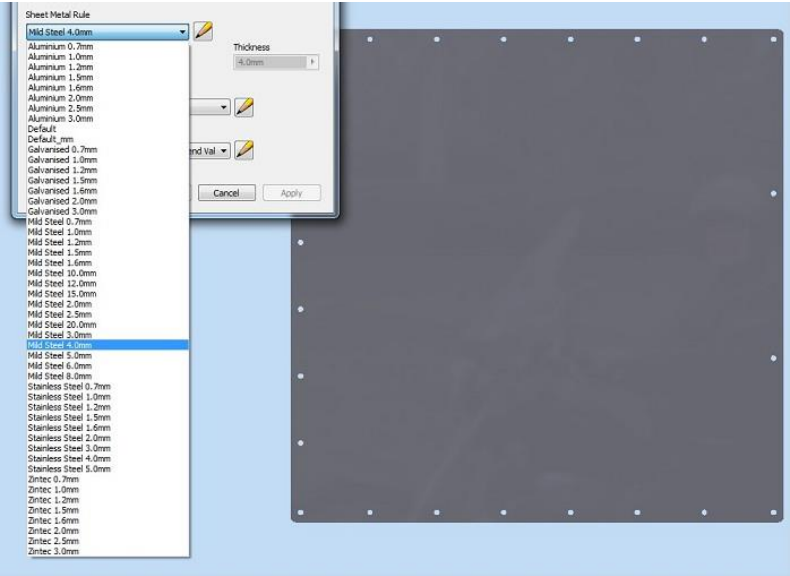 Sheet Metal Rule
Mild Steel 4.0mm
Thickness
4.0mm
Aluminium 0.7mm
Aluminium 1.0mm
Aluminium 1.2mm
Aluminium 1.5mm
Aluminium 1.6mm
Aluminium 2.0mm
Aluminium 2.5mm
Aluminium 3.0mm
Default
Default_mm
Galvanised 0.7mm
end Val
Galvanised 1.0mm
Galvanised 1.2mm
Galvanised 1.5mm
Galvanised 1.6mm
Cancel
Apply
Galvanised 2.0mm
Galvanised 3.0mm
Mild Steel 0.7mm
Mild Steel 1.0mm
Mild Steel 1.2mm
Mild Steel 1.5mm
Mild Steel 1.6mm
Mild Steel 10.0mm
Mild Steel 12.0mm
Mild Steel 15.0mm
Mild Steel 2.0mm
Mild Steel 2.5mm
Mild Steel 20.0mm
Mild Steel 3.0mm
Mild Steel 4.0mm
Mild Steel 5.0mm
Mild Steel 6.0mm
Mild Steel 8.0mm
Stainless Steel 0.7mm
Stainless Steel 1.0mm
Stainless Steel 1.2mm
Stainless Steel 1.5mm
Stainless Steel 1.6mm
Stainless Steel 2.0mm
Stainless Steel 3.0mm
Stainless Steel 4.0mm
Stainless Steel 5.0mm
Zintec 0.7mm
Zintec 1.0mm
Zintec 1.2mm
Zintec 1.5mm
Zintec 1.6mm
Zintec 2.0mm
Zintec 2.5mm
Zintec 3.0mm